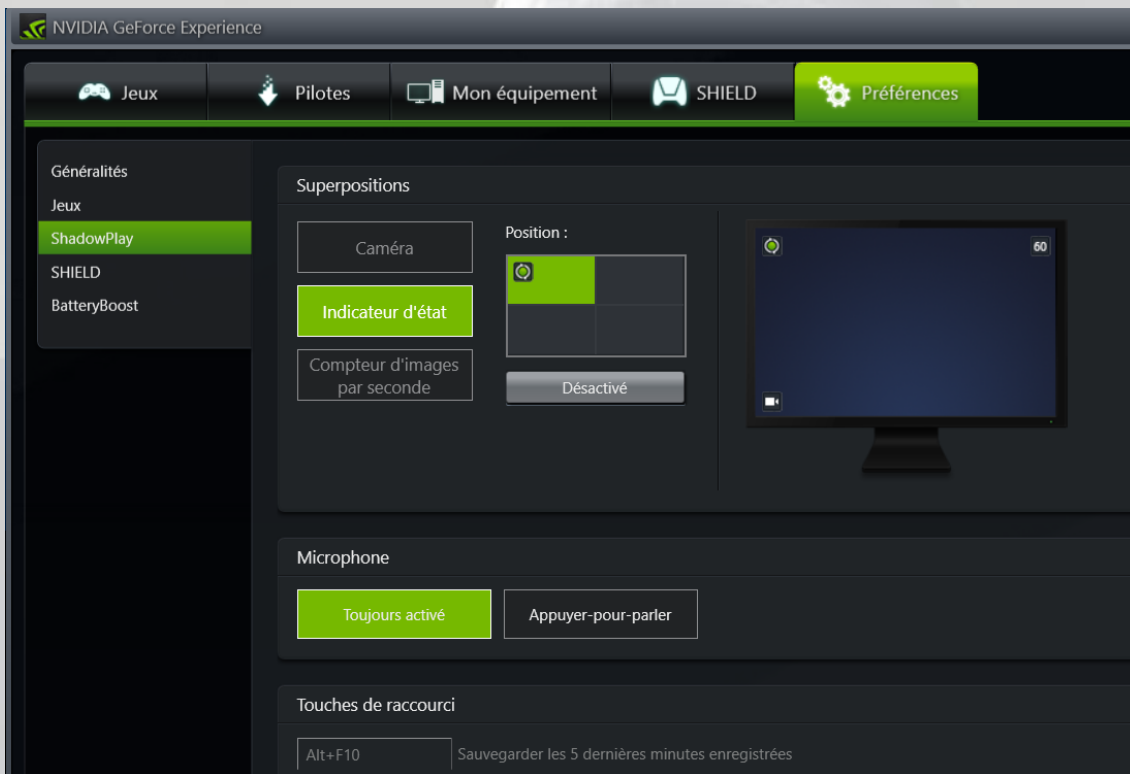 NVIDIA GeForce Experience
Jeux
Pilotes
Mon équipement
SHIELD
Préférences
Généralités
Jeux
ShadowPlay
SHIELD
BatteryBoost
Superpositions
Caméra
Indicateur d'état
Compteur d'images
par seconde
Position :
Désactivé
60
Microphone
Toujours activé
Appuyer-pour-parler
Touches de raccourci
Alt+F10
Sauvegarder les 5 dernières minutes enregistrées